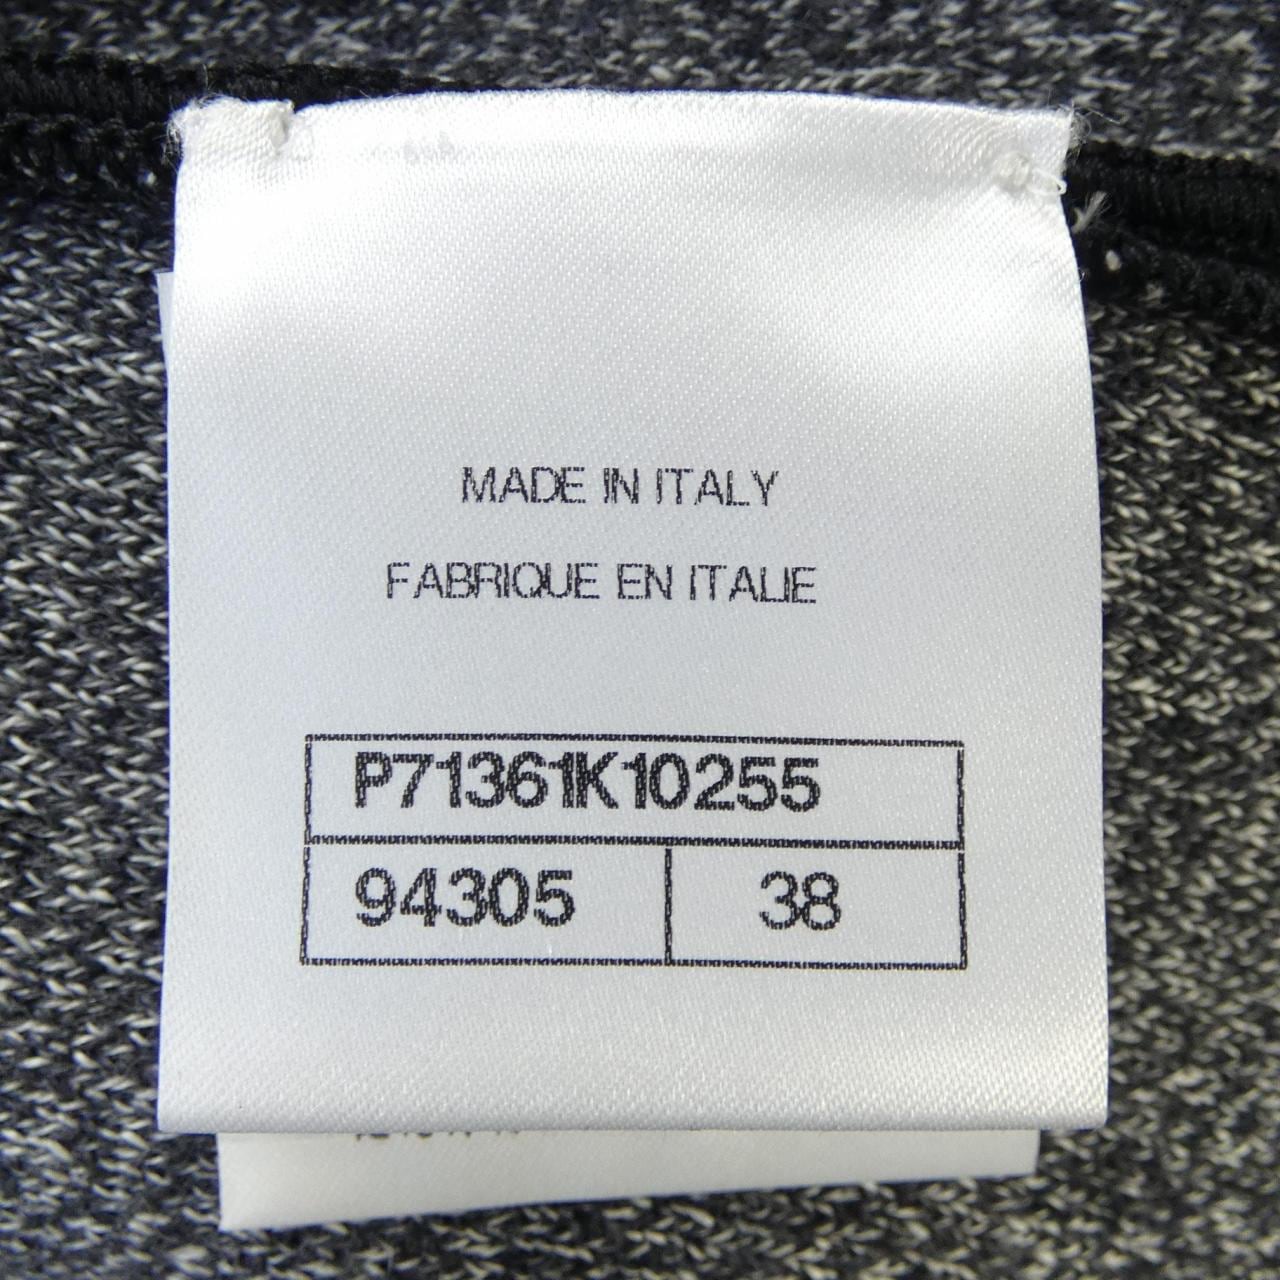 MADE IN ITALY
FABRIQUE EN ITALIE
P71361K10255
94305 38